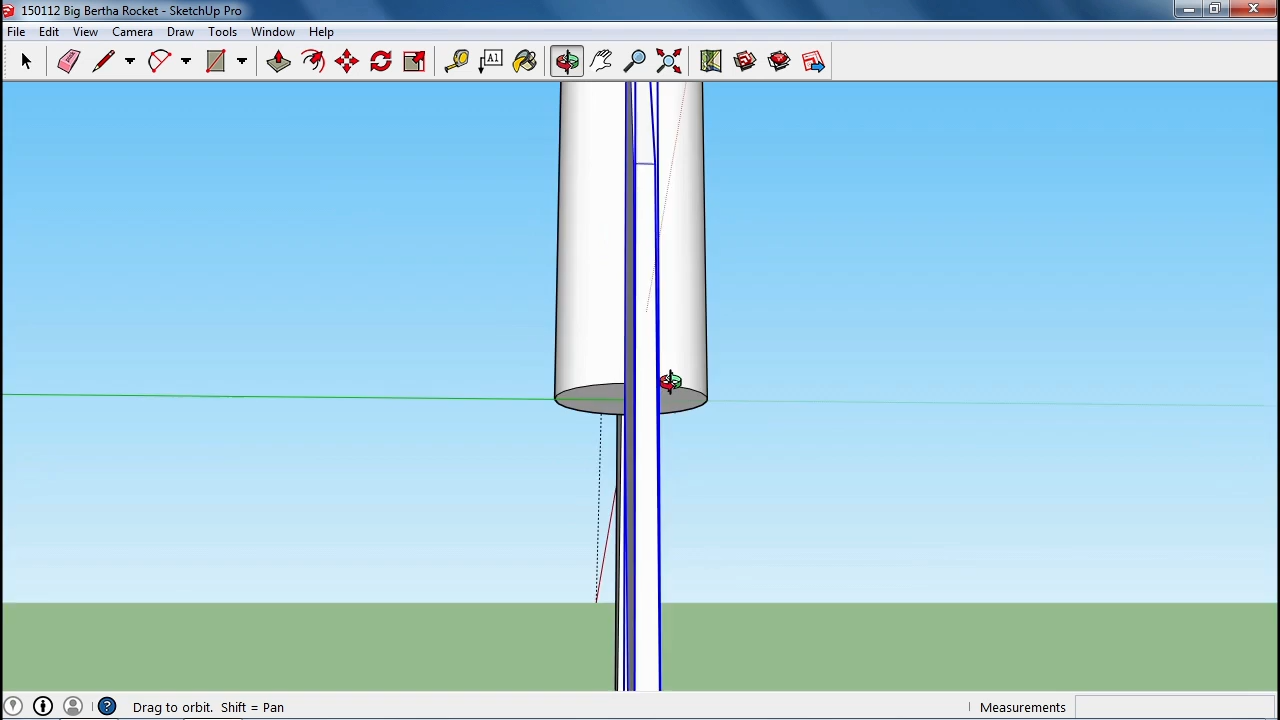 150112 Big Bertha Rocket - SketchUp Pro
File Edit View Camera Draw Tools Window Help
A1
Drag to orbit. Shift = Pan
Measurements